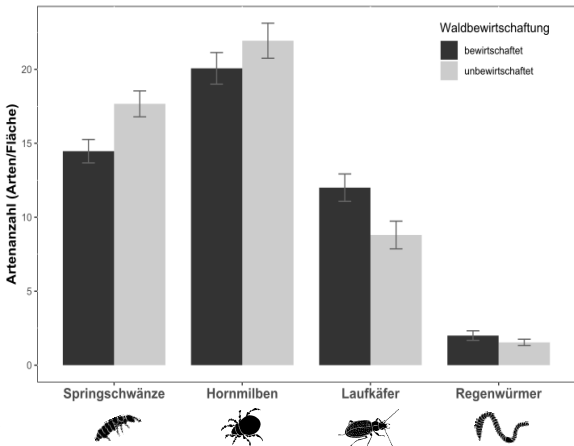 Waldbewirtschaftung
bewirtschaftet
unbewirtschaftet
Artenanzahl (Arten/Fläche)
20
15
10
5
0
Springschwänze Hornmilben Laufkäfer Regenwürmer